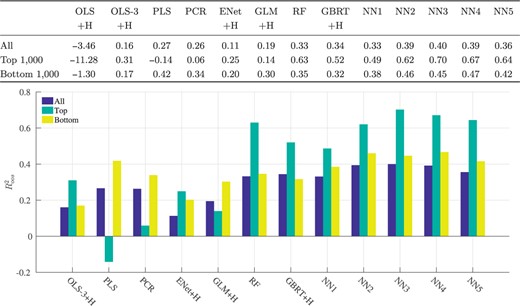 OLS OLS-3 PLS PCR ENet GLM RF GBRT NN1 NN2 NN3 NN4 NN5
+H +H +H +H +H
All −3.46 0.16 0.27 0.26 0.11 0.19 0.33 0.34 0.33 0.39 0.40 0.39 0.36
Top 1,000 −11.28 0.31 −0.14 0.06 0.25 0.14 0.63 0.52 0.49 0.62 0.70 0.67 0.64
Bottom 1,000 −1.30 0.17 0.42 0.34 0.20 0.30 0.35 0.32 0.38 0.46 0.45 0.47 0.42
0.8
All
Top
Bottom
0.6
0.4
R²oos
0.2
0
-0.2
OLS-3+H PLS PCR ENet+H GLM+H RF GBRT+H NN1 NN2 NN3 NN4 NN5